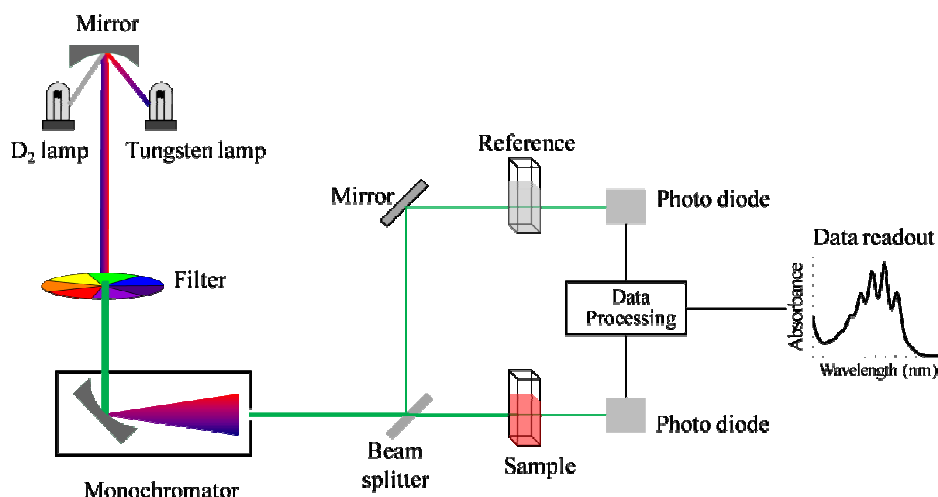 Mirror
D₂ lamp
Tungsten lamp
Filter
Monochromator
Mirror
Beam
splitter
Reference
Sample
Photo diode
Data
Processing
Photo diode
Data readout
Absorbance
Wavelength (nm)